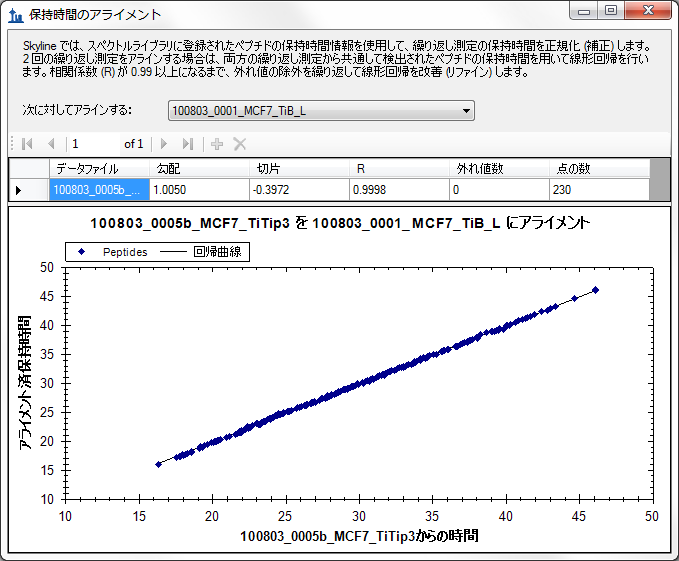 保持時間のアライメント
Skyline では、スペクトルライブラリに登録されたペプチドの保持時間情報を使用して、繰り返し測定の保持時間を正規化 (補正) します。
2 回の繰り返し測定をアラインする場合は、両方の繰り返し測定から共通して検出されたペプチドの保持時間を用いて線形回帰を行い
ます。相関係数 (R) が 0.99 以上になるまで、外れ値の除外を繰り返して線形回帰を改善 (リファイン) します。
次に対してアラインする: 100803_0001_MCF7_TiB_L
1 of 1
データファイル 勾配 切片 R 外れ値数 点の数
100803_0005b_... 1.0050 -0.3972 0.9998 0 230
100803_0005b_MCF7_TiTip3 を 100803_0001_MCF7_TiB_L にアライメント
Peptides 回帰曲線
アライメント済保持時間
50
45
40
35
30
25
20
15
10
10 15 20 25 30 35 40 45 50
100803_0005b_MCF7_TiTip3からの時間